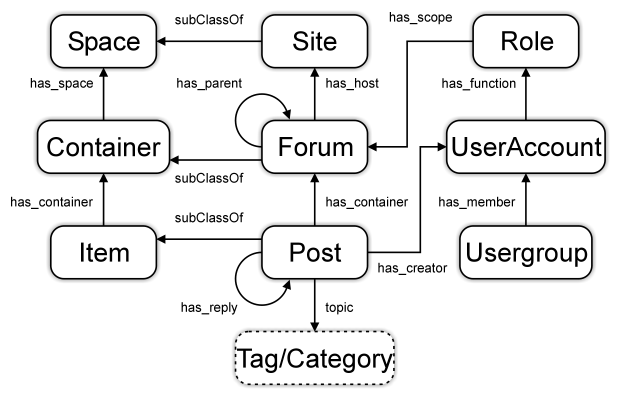 subClassOf
has_scope
Space
Site
Role
has_space
has_parent
has_host
has_function
Container
Forum
UserAccount
subClassOf
has_container
subClassOf
has_container
has_member
Item
Post
Usergroup
has_creator
has_reply
topic
Tag/Category